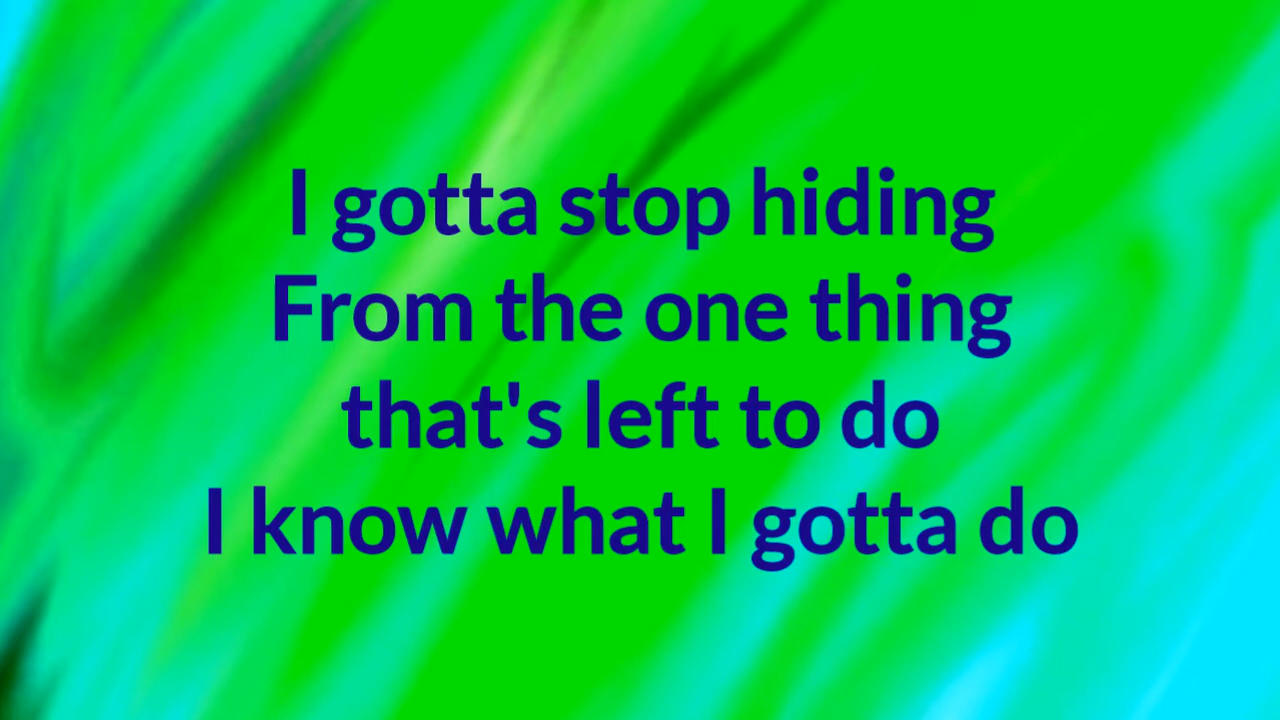 I gotta stop hiding
From the one thing
that's left to do
I know what I gotta do